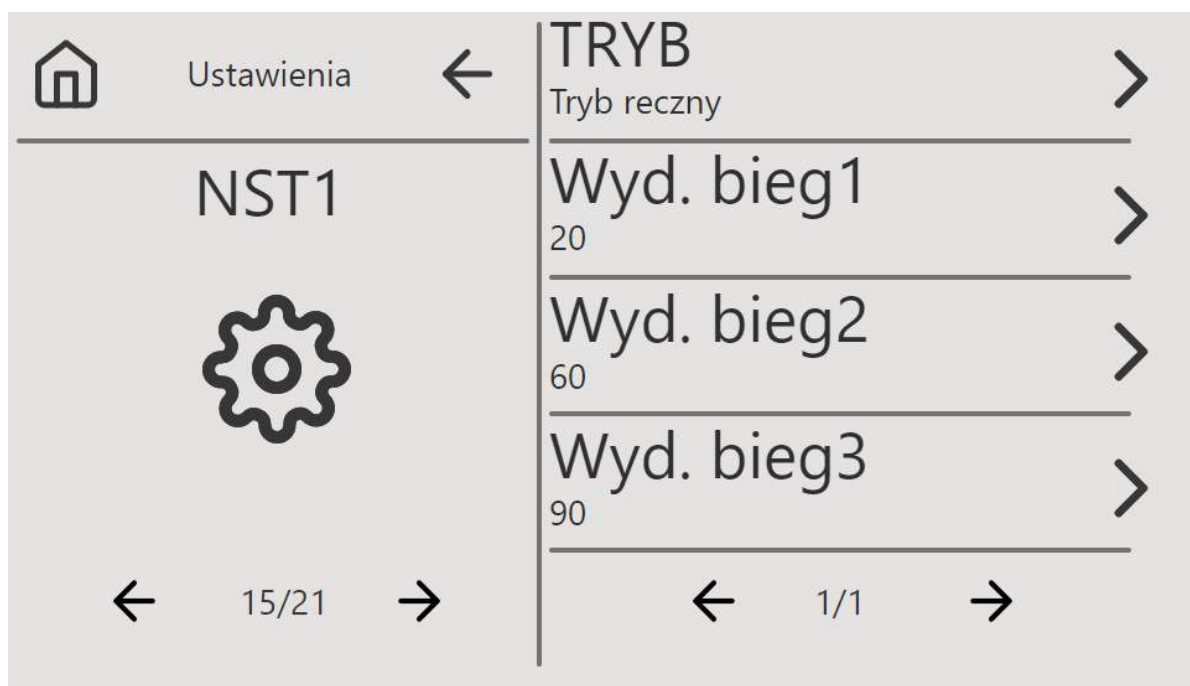 Ustawienia
NST1
15/21
TRYB
Tryb reczny
Wyd. bieg1
20
Wyd. bieg2
60
Wyd. bieg3
90
1/1